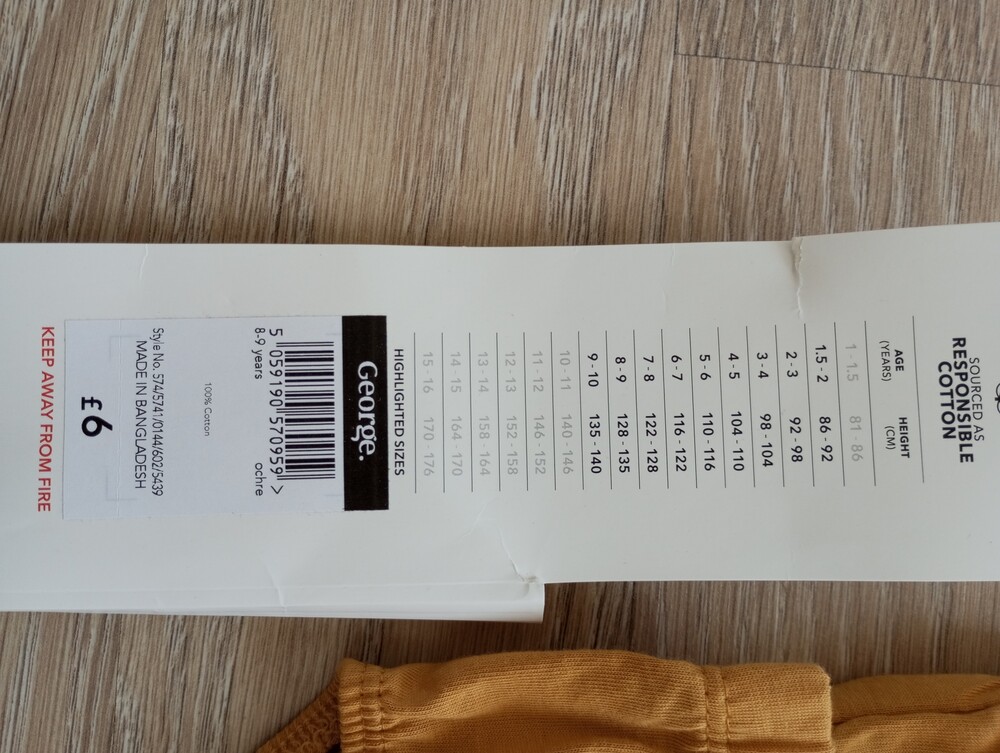 SOURCED AS
RESPONSIBLE
COTTON
AGE HEIGHT
(YEARS) (CM)
1 - 1.5 81 - 86
1.5 - 2 86 - 92
2 - 3 92 - 98
3 - 4 98 - 104
4 - 5 104 - 110
5 - 6 110 - 116
6 - 7 116 - 122
7 - 8 122 - 128
8 - 9 128 - 135
9 - 10 135 - 140
10 - 11 140 - 146
11 - 12 146 - 152
12 - 13 152 - 158
13 - 14 158 - 164
14 - 15 164 - 170
15 - 16 170 - 176
HIGHLIGHTED SIZES
George.
5 059190 570959 >
8-9 years ochre
100% Cotton
Style No. 574/5741/0144/602/5439
MADE IN BANGLADESH
£6
KEEP AWAY FROM FIRE